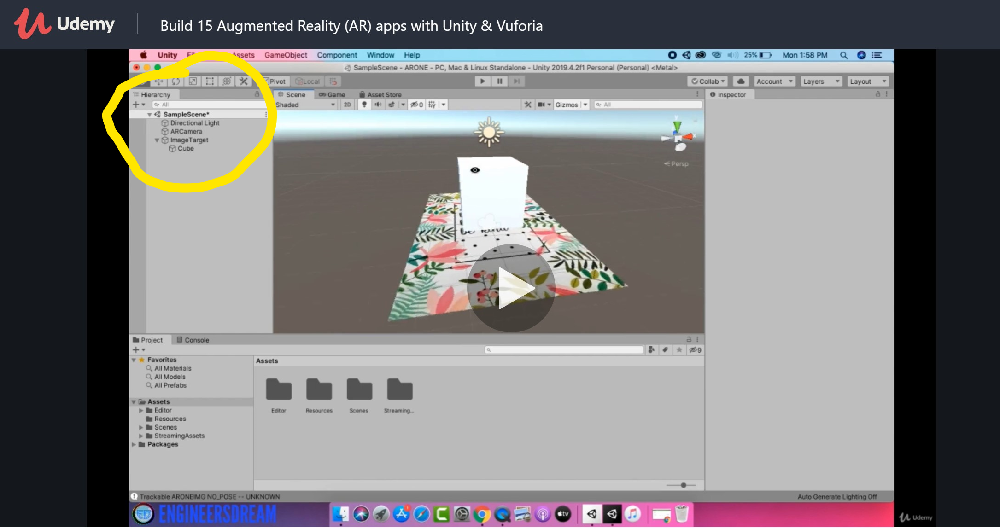 Udemy
Build 15 Augmented Reality (AR) apps with Unity & Vuforia
Unity Assets GameObject Component Window Help 25% Mon 1:58 PM
SampleScene - ARONE - PC, Mac & Linux Standalone - Unity 2019.4.2f1 Personal (Personal) <Metal>
Pivot Local Collab Account Layers Layout
Hierarchy Scene Game Asset Store Inspector
All Shaded 2D 0 Gizmos All
SampleScene*
Directional Light
ARCamera
ImageTarget
Cube
y
x
Persp
be kind
Project Console
9
Favorites Assets
All Materials
All Models
All Prefabs
Assets
Editor
Resources
Scenes
StreamingAssets
Packages
Editor Resources Scenes Streaming...
Trackable ARONEIMG NO_POSE -- UNKNOWN Auto Generate Lighting Off
ED ENGINEERSDREAM
1
tv
Udemy